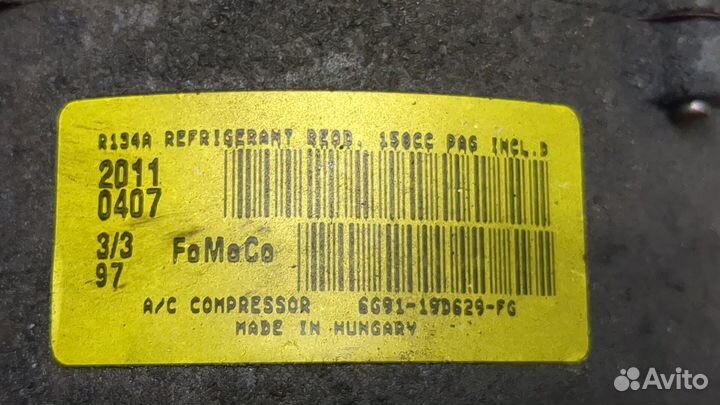 R134A REFRIGERANT REQD. 150CC PAG INCL.D
2011
0407
3/3
97
FoMoCo
A/C COMPRESSOR 6G91-19D629-FG
MADE IN HUNGARY
Avito